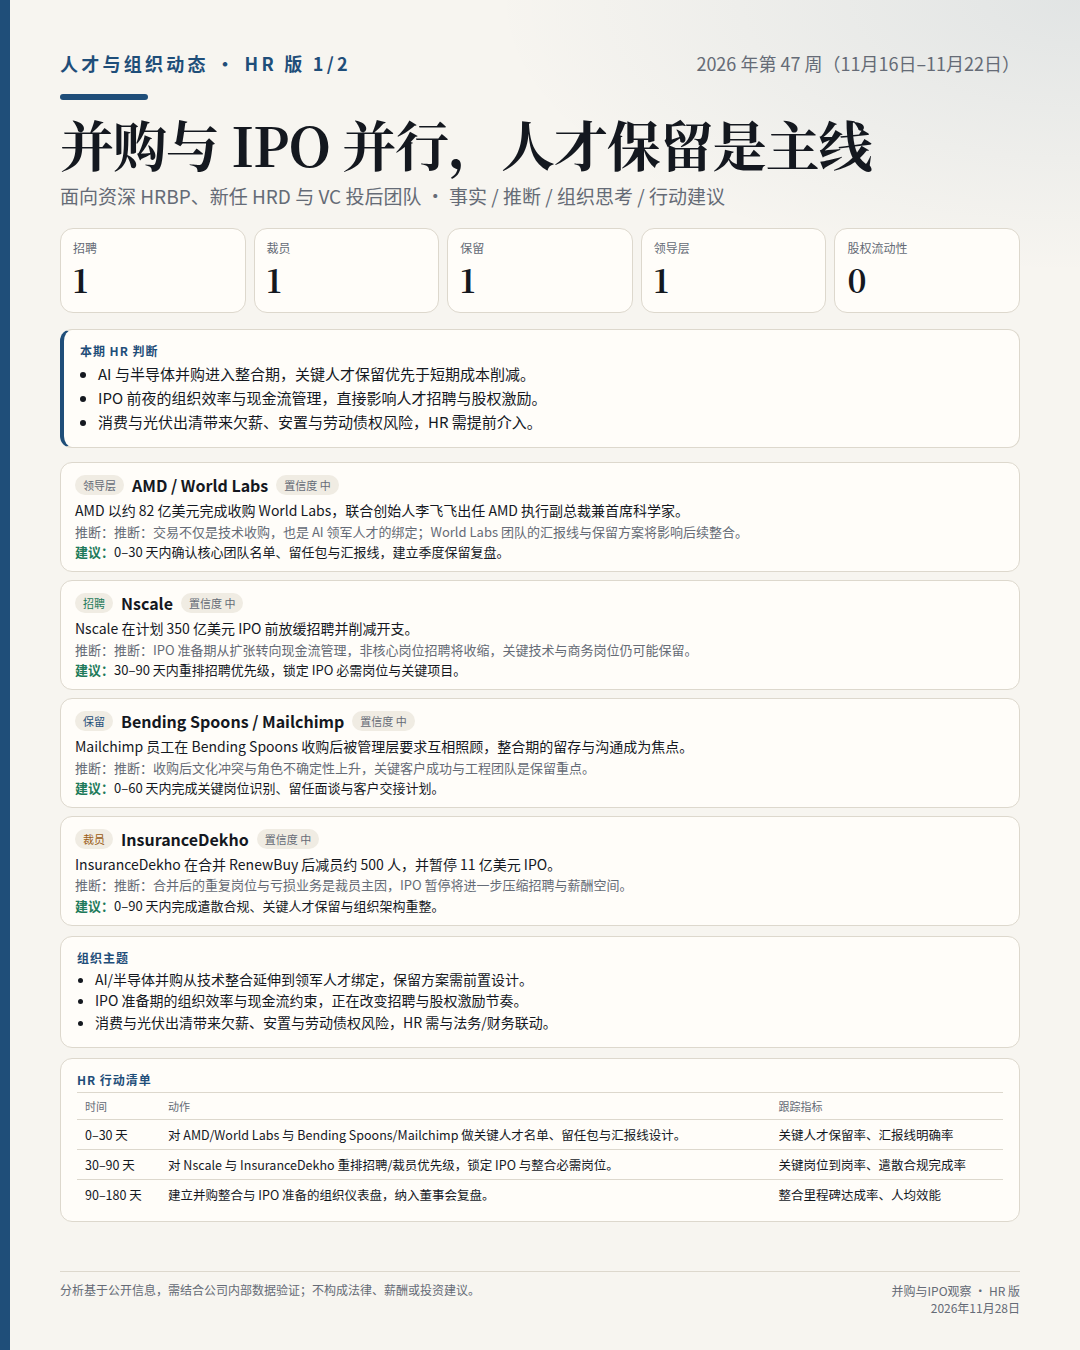 人才与组织动态 · HR 版 1/2
2026 年第 47 周（11月16日–11月22日）
并购与 IPO 并行，人才保留是主线
面向资深 HRBP、新任 HRD 与 VC 投后团队 · 事实 / 推断 / 组织思考 / 行动建议
招聘
1
裁员
1
保留
1
领导层
1
股权流动性
0
本期 HR 判断
• AI 与半导体并购进入整合期，关键人才保留优先于短期成本削减。
• IPO 前夜的组织效率与现金流管理，直接影响人才招聘与股权激励。
• 消费与光伏出清带来欠薪、安置与劳动债权风险，HR 需提前介入。
领导层 AMD / World Labs 置信度 中
AMD 以约 82 亿美元完成收购 World Labs，联合创始人李飞飞出任 AMD 执行副总裁兼首席科学家。
推断：推断：交易不仅是技术收购，也是 AI 领军人才的绑定；World Labs 团队的汇报线与保留方案将影响后续整合。
建议：0–30 天内确认核心团队名单、留任包与汇报线，建立季度保留复盘。
招聘 Nscale 置信度 中
Nscale 在计划 350 亿美元 IPO 前放缓招聘并削减开支。
推断：推断：IPO 准备期从扩张转向现金流管理，非核心岗位招聘将收缩，关键技术与商务岗位仍可能保留。
建议：30–90 天内重排招聘优先级，锁定 IPO 必需岗位与关键项目。
保留 Bending Spoons / Mailchimp 置信度 中
Mailchimp 员工在 Bending Spoons 收购后被管理层要求互相照顾，整合期的留存与沟通成为焦点。
推断：推断：收购后文化冲突与角色不确定性上升，关键客户成功与工程团队是保留重点。
建议：0–60 天内完成关键岗位识别、留任面谈与客户交接计划。
裁员 InsuranceDekho 置信度 中
InsuranceDekho 在合并 RenewBuy 后减员约 500 人，并暂停 11 亿美元 IPO。
推断：推断：合并后的重复岗位与亏损业务是裁员主因，IPO 暂停将进一步压缩招聘与薪酬空间。
建议：0–90 天内完成遣散合规、关键人才保留与组织架构重整。
组织主题
• AI/半导体并购从技术整合延伸到领军人才绑定，保留方案需前置设计。
• IPO 准备期的组织效率与现金流约束，正在改变招聘与股权激励节奏。
• 消费与光伏出清带来欠薪、安置与劳动债权风险，HR 需与法务/财务联动。
HR 行动清单
时间 动作 跟踪指标
0–30 天 对 AMD/World Labs 与 Bending Spoons/Mailchimp 做关键人才名单、留任包与汇报线设计。 关键人才保留率、汇报线明确率
30–90 天 对 Nscale 与 InsuranceDekho 重排招聘/裁员优先级，锁定 IPO 与整合必需岗位。 关键岗位到岗率、遣散合规完成率
90–180 天 建立并购整合与 IPO 准备的组织仪表盘，纳入董事会复盘。 整合里程碑达成率、人均效能
分析基于公开信息，需结合公司内部数据验证；不构成法律、薪酬或投资建议。
并购与IPO观察 · HR 版
2026年11月28日